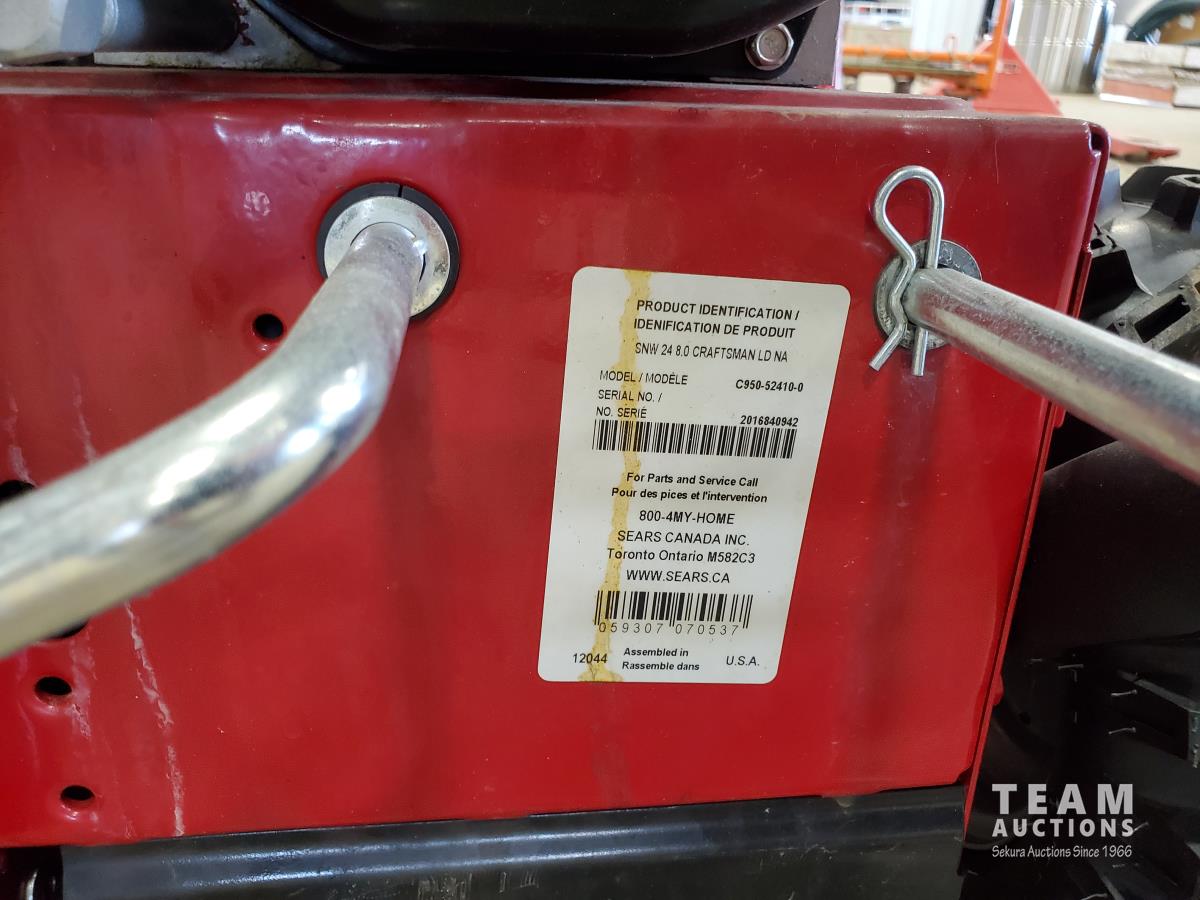 PRODUCT IDENTIFICATION /
IDENIFICATION DE PRODUIT
SNW 24 8.0 CRAFTSMAN LD NA
MODEL / MODÈLE C950-52410-0
SERIAL NO. /
NO. SERIÉ 2016840942
For Parts and Service Call
Pour des pices et l'intervention
800-4MY-HOME
SEARS CANADA INC.
Toronto Ontario M582C3
WWW.SEARS.CA
059307 070537
12044 Assembled in U.S.A.
Rassemble dans
TEAM
AUCTIONS
Sekura Auctions Since 1966